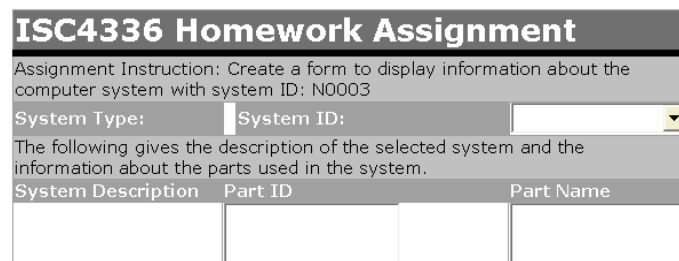 ISC4336 Homework Assignment
Assignment Instruction: Create a form to display information about the
computer system with system ID: N0003
System Type: System ID:
The following gives the description of the selected system and the
information about the parts used in the system.
System Description Part ID Part Name